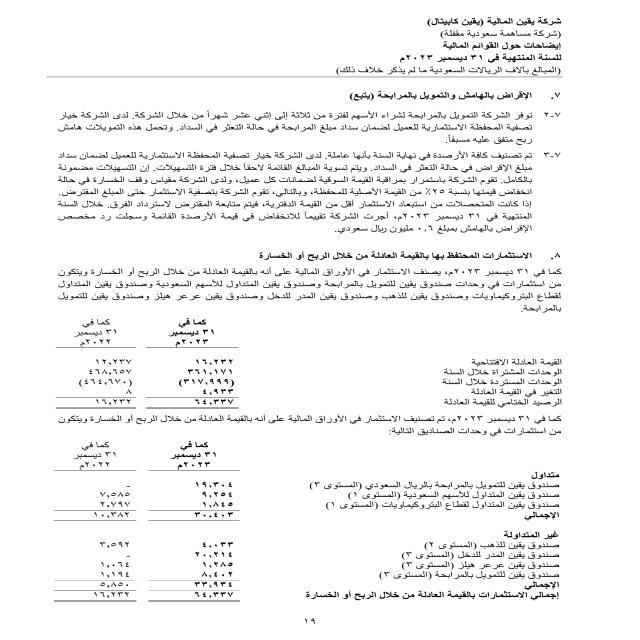 شركة يقين المالية (يقين كابيتال)
(شركة مساهمة سعودية مقفلة)
إيضاحات حول القوائم المالية
للسنة المنتهية في ٣١ ديسمبر ٢٠٢٣م
(المبالغ بآلاف الريالات السعودية ما لم يذكر خلاف ذلك)
٧. الإقراض بالهامش والتمويل بالمرابحة (يتبع)
٧-٢ توفر الشركة التمويل بالمرابحة لشراء الأسهم لفترة من ثلاثة إلى إثني عشر شهراً من خلال الشركة. لدى الشركة خيار
تصفية المحفظة الاستثمارية للعميل لضمان سداد مبلغ المرابحة في حالة التعثر في السداد. وتحمل هذه التمويلات هامش
ربح متفق عليه مسبقاً.
٧-٣ تم تصنيف كافة الأرصدة في نهاية السنة بأنها عاملة. لدى الشركة خيار تصفية المحفظة الاستثمارية للعميل لضمان سداد
مبلغ الإقراض في حالة التعثر في السداد. ويتم تسوية المبالغ القائمة لاحقاً خلال فترة التسهيلات. إن التسهيلات مضمونة
بالكامل. تقوم الشركة باستمرار بمراقبة القيمة السوقية لضمانات كل عميل، ولدى الشركة مقياس وقف الخسارة في حالة
انخفاض قيمتها بنسبة ٢٥٪ من القيمة الأصلية للمحفظة، وبالتالي، تقوم الشركة بتصفية الاستثمار حتى المبلغ المقترض.
إذا كانت المتحصلات من استبعاد الاستثمار أقل من القيمة الدفترية، فيتم متابعة المقترض لاسترداد الفرق. خلال السنة
المنتهية في ٣١ ديسمبر ٢٠٢٣م، أجرت الشركة تقييماً للانخفاض في قيمة الأرصدة القائمة وسجلت رد مخصص
الإقراض بالهامش بمبلغ ٠,٦ مليون ريال سعودي.
٨. الاستثمارات المحتفظ بها بالقيمة العادلة من خلال الربح أو الخسارة
كما في ٣١ ديسمبر ٢٠٢٣م، يصنف الاستثمار في الأوراق المالية على أنه بالقيمة العادلة من خلال الربح أو الخسارة ويتكون
من استثمارات في وحدات صندوق يقين للتمويل بالمرابحة وصندوق يقين المتداول للأسهم السعودية وصندوق يقين المتداول
لقطاع البتروكيماويات وصندوق يقين للذهب وصندوق يقين المدر للدخل وصندوق يقين عرعر هيلز وصندوق يقين للتمويل
بالمرابحة.
كما في ٣١ ديسمبر ٢٠٢٣م كما في ٣١ ديسمبر ٢٠٢٢م
القيمة العادلة الافتتاحية ١٦,٢٣٢ ١٢,٢٣٧
الوحدات المشتراة خلال السنة ٣٦١,١٧١ ٤٦٨,٦٥٧
الوحدات المستردة خلال السنة (٣١٧,٩٩٩) (٤٦٤,٦٧٠)
التغير في القيمة العادلة ٤,٩٣٣ ٨
الرصيد الختامي للقيمة العادلة ٦٤,٣٣٧ ١٦,٢٣٢
كما في ٣١ ديسمبر ٢٠٢٣م، تم تصنيف الاستثمار في الأوراق المالية على أنه بالقيمة العادلة من خلال الربح أو الخسارة ويتكون
من استثمارات في وحدات الصناديق التالية:
كما في ٣١ ديسمبر ٢٠٢٣م كما في ٣١ ديسمبر ٢٠٢٢م
متداول
صندوق يقين للتمويل بالمرابحة بالريال السعودي (المستوى ٣) ١٩,٣٠٤ -
صندوق يقين المتداول للأسهم السعودية (المستوى ١) ٩,٢٥٤ ٧,٥٨٥
صندوق يقين المتداول لقطاع البتروكيماويات (المستوى ١) ١,٨٤٥ ٢,٧٩٧
الإجمالي ٣٠,٤٠٣ ١٠,٣٨٢
غير المتداولة
صندوق يقين للذهب (المستوى ٢) ٤,٠٣٣ ٣,٥٩٢
صندوق يقين المدر للدخل (المستوى ٣) ٢٠,٢١٤ -
صندوق يقين عرعر هيلز (المستوى ٣) ١,٢٨٥ ١,٠٦٤
صندوق يقين للتمويل بالمرابحة (المستوى ٣) ٨,٤٠٢ ١,١٩٤
الإجمالي ٣٣,٩٣٤ ٥,٨٥٠
إجمالي الاستثمارات بالقيمة العادلة من خلال الربح أو الخسارة ٦٤,٣٣٧ ١٦,٢٣٢
١٩